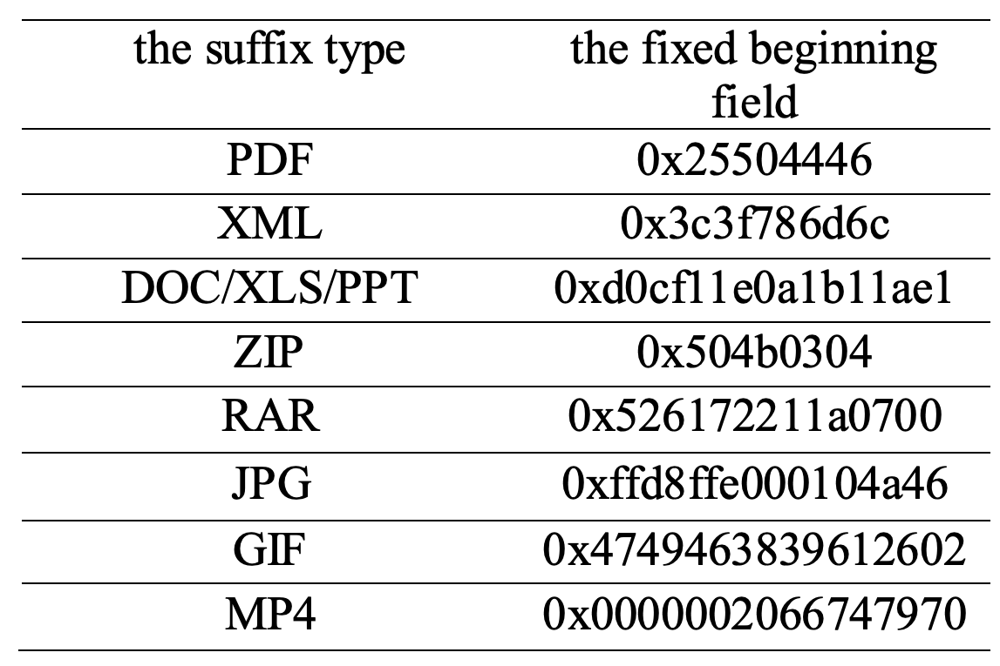 the suffix type the fixed beginning
field
PDF 0x25504446
XML 0x3c3f786d6c
DOC/XLS/PPT 0xd0cf11e0a1b11ae1
ZIP 0x504b0304
RAR 0x526172211a0700
JPG 0xffd8ffe000104a46
GIF 0x4749463839612602
MP4 0x0000002066747970